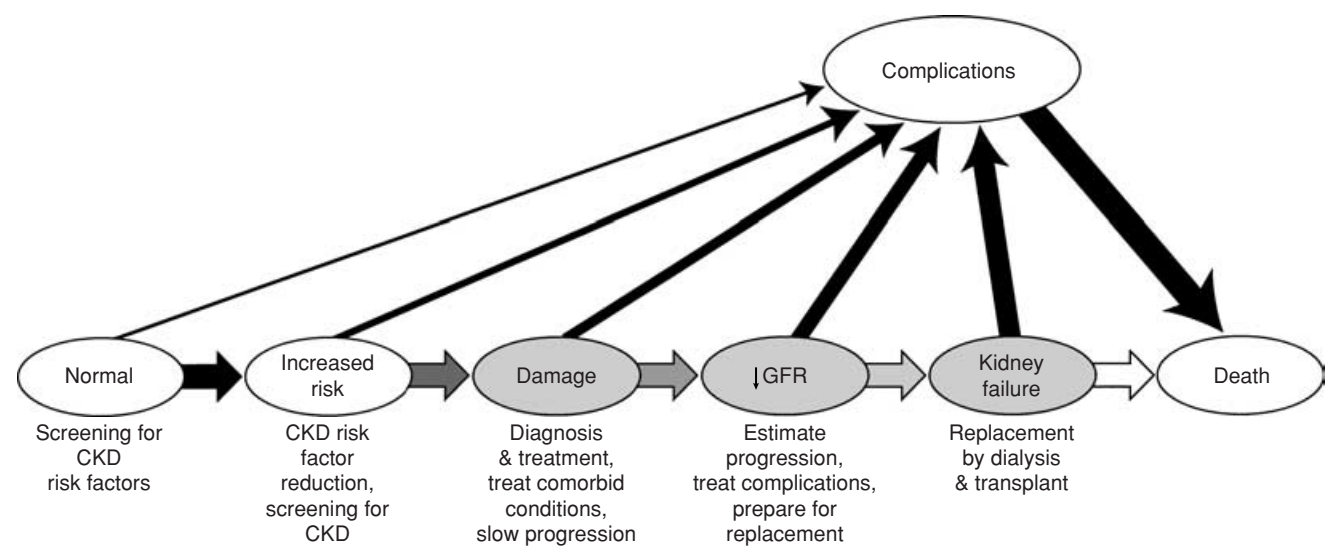 Complications
Normal
Increased
risk
Damage
↓GFR
Kidney
failure
Death
Screening for
CKD
risk factors
CKD risk
factor
reduction,
screening for
CKD
Diagnosis
& treatment,
treat comorbid
conditions,
slow progression
Estimate
progression,
treat complications,
prepare for
replacement
Replacement
by dialysis
& transplant